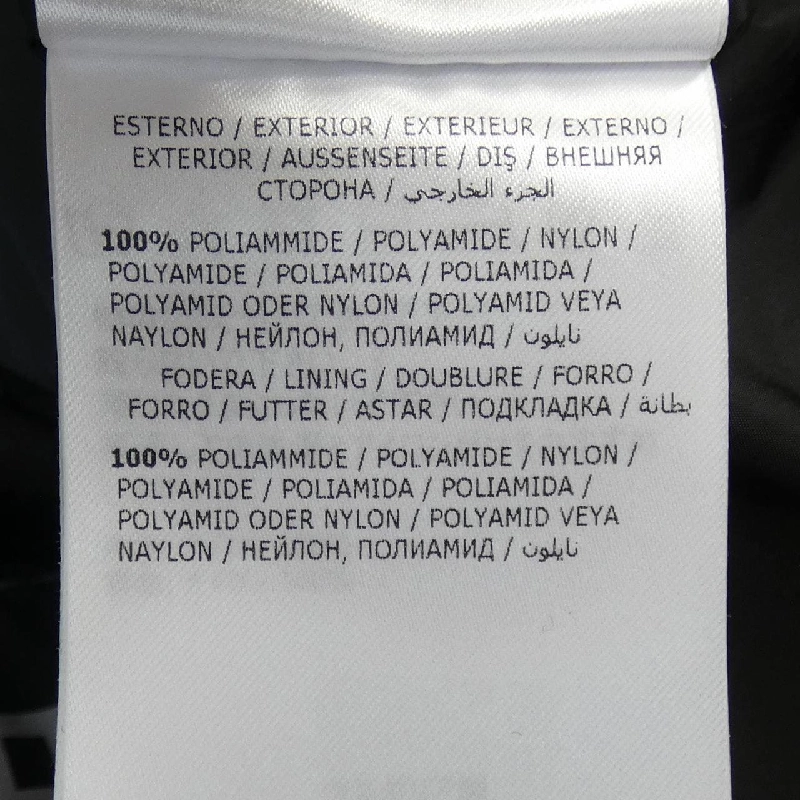 ESTERNO / EXTERIOR / EXTERIEUR / EXTERNO /
EXTERIOR / AUSSENSEITE / DIŞ / ВНЕШНЯЯ
СТОРОНА / الجزء الخارجي
100% POLIAMMIDE / POLYAMIDE / NYLON /
POLYAMIDE / POLIAMIDA / POLIAMIDA /
POLYAMID ODER NYLON / POLYAMID VEYA
NAYLON / НЕЙЛОН, ПОЛИАМИД / نايلون
FODERA / LINING / DOUBLURE / FORRO /
FORRO / FUTTER / ASTAR / ПОДКЛАДКА / بطانة
100% POLIAMMIDE / POLYAMIDE / NYLON /
POLYAMIDE / POLIAMIDA / POLIAMIDA /
POLYAMID ODER NYLON / POLYAMID VEYA
NAYLON / НЕЙЛОН, ПОЛИАМИД / نايلون